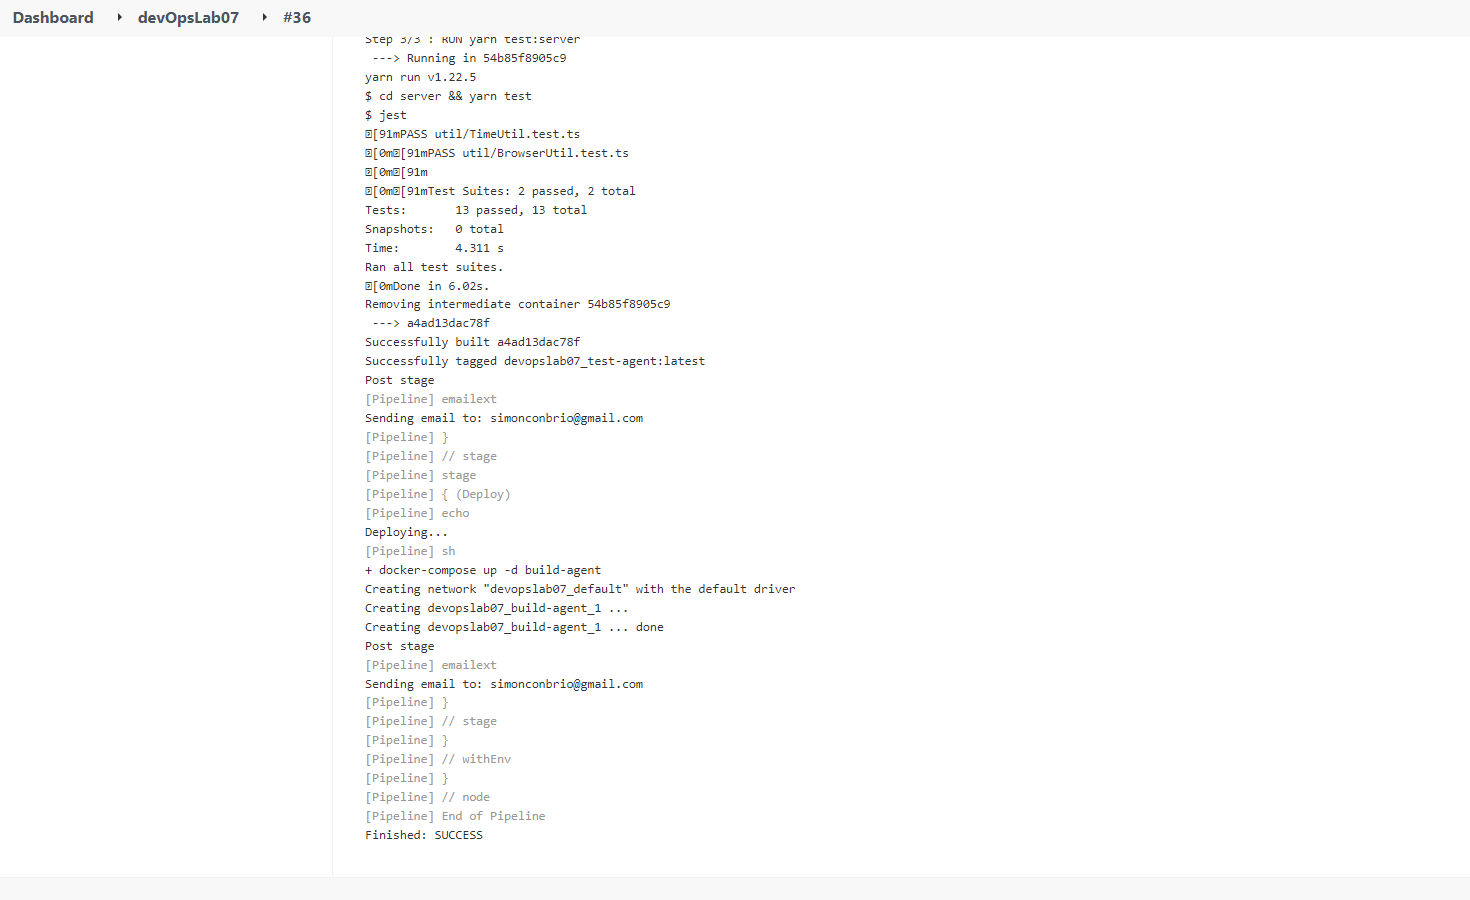 Dashboard ▸ devOpsLab07 ▸ #36
Step 3/3 : RUN yarn test:server
 ---> Running in 54b85f8905c9
yarn run v1.22.5
$ cd server && yarn test
$ jest
[91mPASS util/TimeUtil.test.ts
[0m[91mPASS util/BrowserUtil.test.ts
[0m[91m
[0m[91mTest Suites: 2 passed, 2 total
Tests:       13 passed, 13 total
Snapshots:   0 total
Time:        4.311 s
Ran all test suites.
[0mDone in 6.02s.
Removing intermediate container 54b85f8905c9
 ---> a4ad13dac78f
Successfully built a4ad13dac78f
Successfully tagged devopslab07_test-agent:latest
Post stage
[Pipeline] emailext
Sending email to: simonconbrio@gmail.com
[Pipeline] }
[Pipeline] // stage
[Pipeline] stage
[Pipeline] { (Deploy)
[Pipeline] echo
Deploying...
[Pipeline] sh
+ docker-compose up -d build-agent
Creating network "devopslab07_default" with the default driver
Creating devopslab07_build-agent_1 ...
Creating devopslab07_build-agent_1 ... done
Post stage
[Pipeline] emailext
Sending email to: simonconbrio@gmail.com
[Pipeline] }
[Pipeline] // stage
[Pipeline] }
[Pipeline] // withEnv
[Pipeline] }
[Pipeline] // node
[Pipeline] End of Pipeline
Finished: SUCCESS